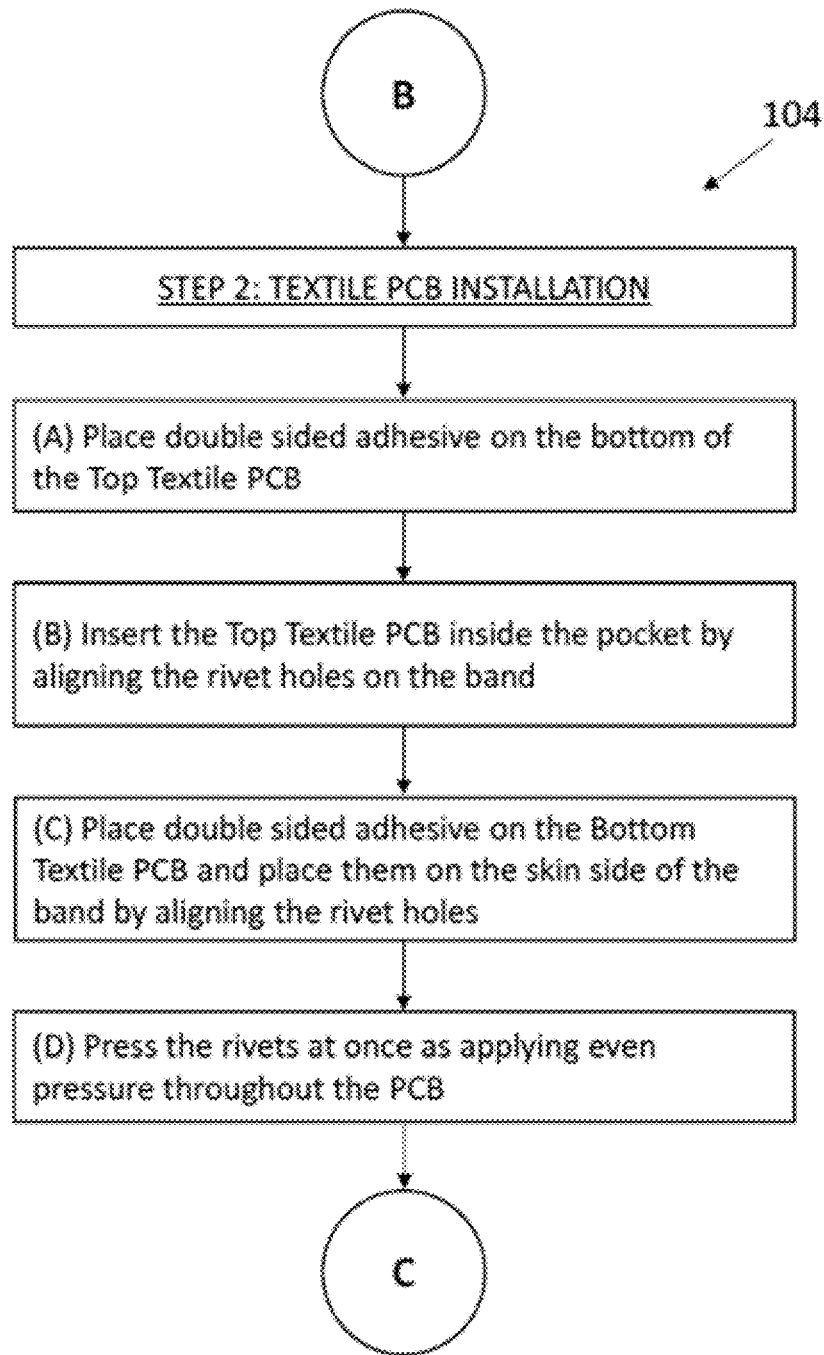 B
104
STEP 2: TEXTILE PCB INSTALLATION
(A) Place double sided adhesive on the bottom of
the Top Textile PCB
(B) Insert the Top Textile PCB inside the pocket by
aligning the rivet holes on the band
(C) Place double sided adhesive on the Bottom
Textile PCB and place them on the skin side of the
band by aligning the rivet holes
(D) Press the rivets at once as applying even
pressure throughout the PCB
C